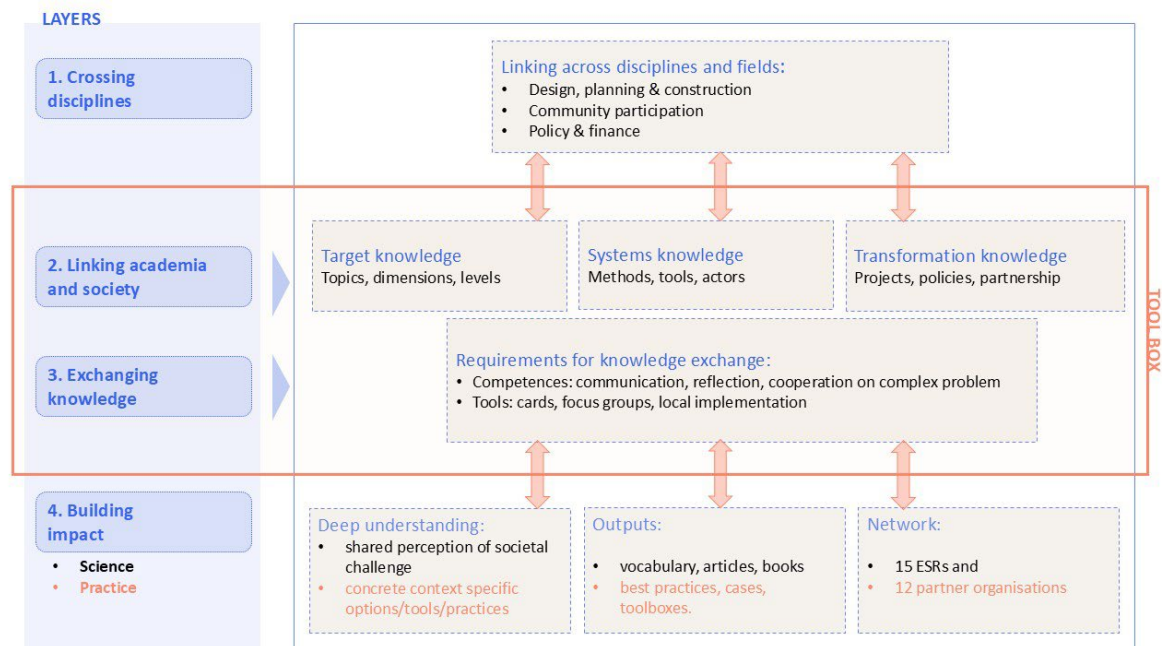 LAYERS
1. Crossing
disciplines
Linking across disciplines and fields:
• Design, planning & construction
• Community participation
• Policy & finance
2. Linking academia
and society
Target knowledge
Topics, dimensions, levels
Systems knowledge
Methods, tools, actors
Transformation knowledge
Projects, policies, partnership
TOOL BOX
3. Exchanging
knowledge
Requirements for knowledge exchange:
• Competences: communication, reflection, cooperation on complex problem
• Tools: cards, focus groups, local implementation
4. Building
impact
• Science
• Practice
Deep understanding:
• shared perception of societal
challenge
• concrete context specific
options/tools/practices
Outputs:
• vocabulary, articles, books
• best practices, cases,
toolboxes.
Network:
• 15 ESRs and
• 12 partner organisations